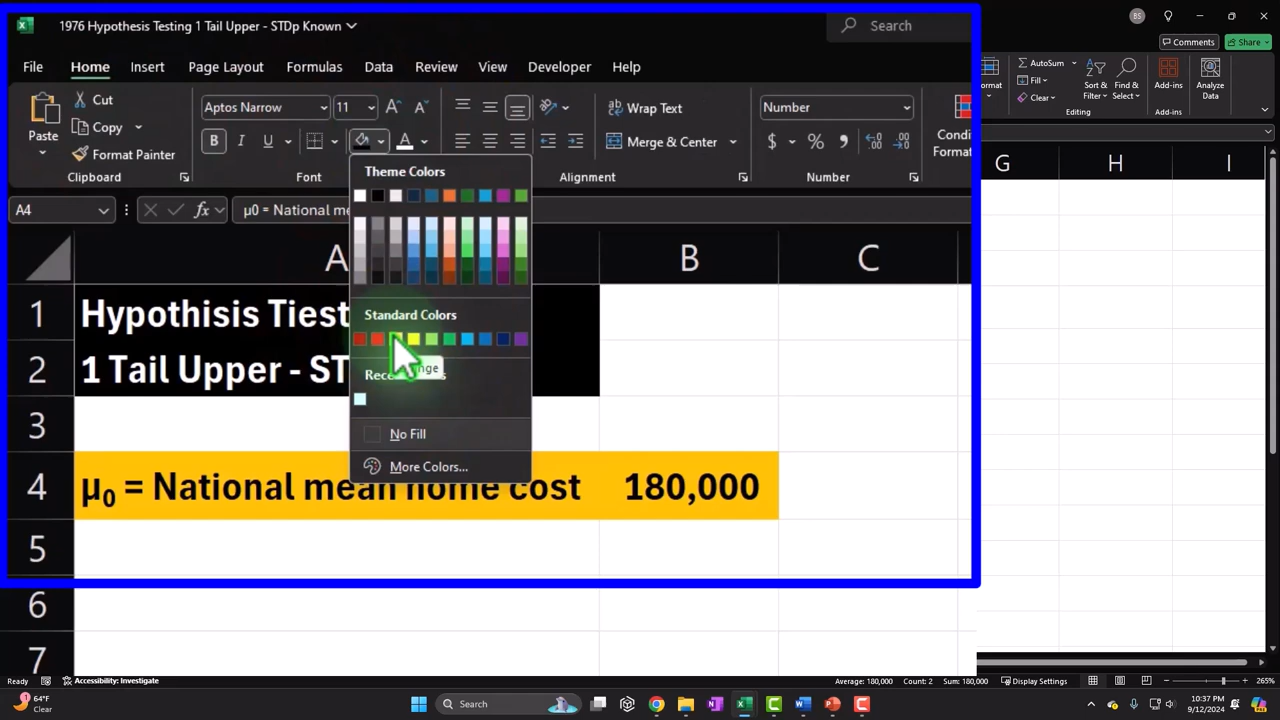 1976 Hypothesis Testing 1 Tail Upper - STDp Known
Search
BS
File
Home
Insert
Page Layout
Formulas
Data
Review
View
Developer
Help
Comments
Share
Paste
Cut
Copy
Format Painter
Clipboard
Aptos Narrow
11
B
I
U
A
Font
Wrap Text
Merge & Center
Alignment
Number
$ %
Condi
Format
ormat
AutoSum
Fill
Clear
Sort &
Filter
Find &
Select
Editing
Add-ins
Add-ins
Analyze
Data
Theme Colors
Standard Colors
No Fill
More Colors...
A4
fx
μ0 = National me
A
B
C
G
H
I
1
Hypothisis Tiest
2
1 Tail Upper - ST
3
4
μ₀ = National mean home cost
180,000
5
6
7
Ready
Accessibility: Investigate
Average: 180,000
Count: 2
Sum: 180,000
Display Settings
265%
64°F
Clear
Search
10:37 PM
9/12/2024